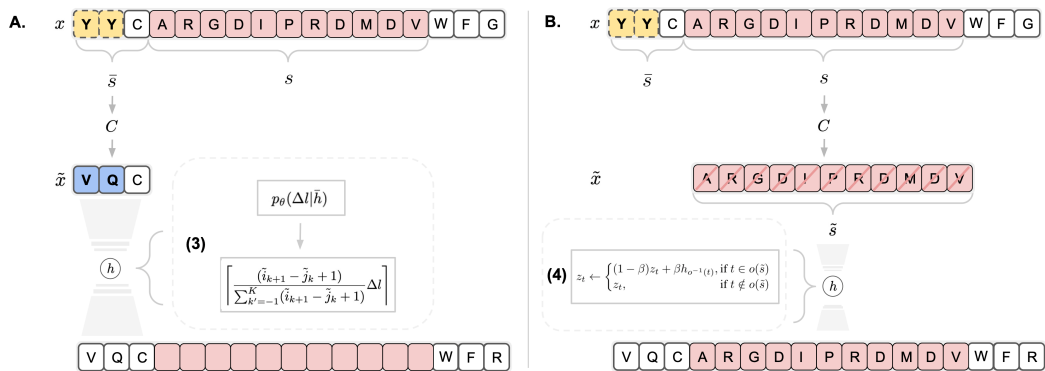 A.
x Y Y C A R G D I P R D M D V W F G
s̄ s
C
x̃ V Q C
p_θ(Δl|h̄)
(3)
h
⌈ (ĩ_{k+1} − j̃_k + 1) / Σ_{k'=−1}^{K} (ĩ_{k+1} − j̃_k + 1) Δl ⌉
V Q C W F R
B.
x Y Y C A R G D I P R D M D V W F G
s̄ s
C
x̃ A R G D I P R D M D V
s̃
(4) z_t ← { (1 − β)z_t + βh_{o^{−1}(t)}, if t ∈ o(s̃)
z_t, if t ∉ o(s̃)
h
V Q C A R G D I P R D M D V W F R